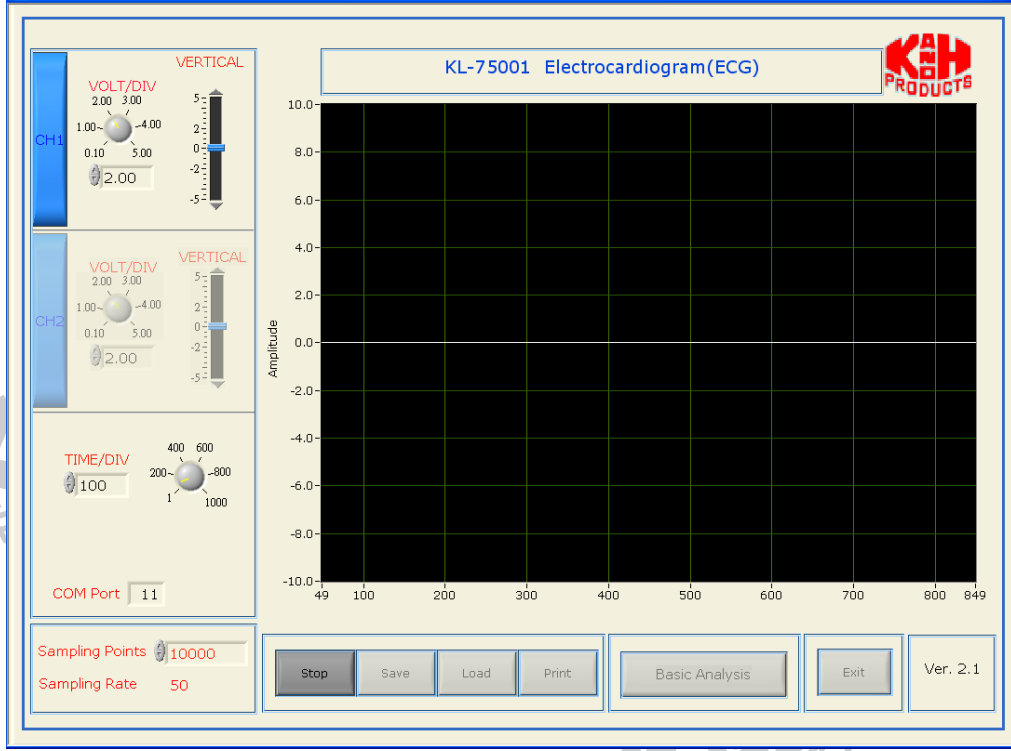 KL-75001 Electrocardiogram(ECG)
K AND H
PRODUCTS
CH1
VOLT/DIV
VERTICAL
2.00 3.00
1.00 4.00
0.10 5.00
2.00
5
2
0
-2
-5
CH2
VOLT/DIV
VERTICAL
2.00 3.00
1.00 4.00
0.10 5.00
2.00
5
2
0
-2
-5
TIME/DIV
100
400 600
200 800
1 1000
COM Port 11
Sampling Points 10000
Sampling Rate 50
Amplitude
10.0
8.0
6.0
4.0
2.0
0.0
-2.0
-4.0
-6.0
-8.0
-10.0
49 100 200 300 400 500 600 700 800 849
Stop Save Load Print
Basic Analysis
Exit
Ver. 2.1